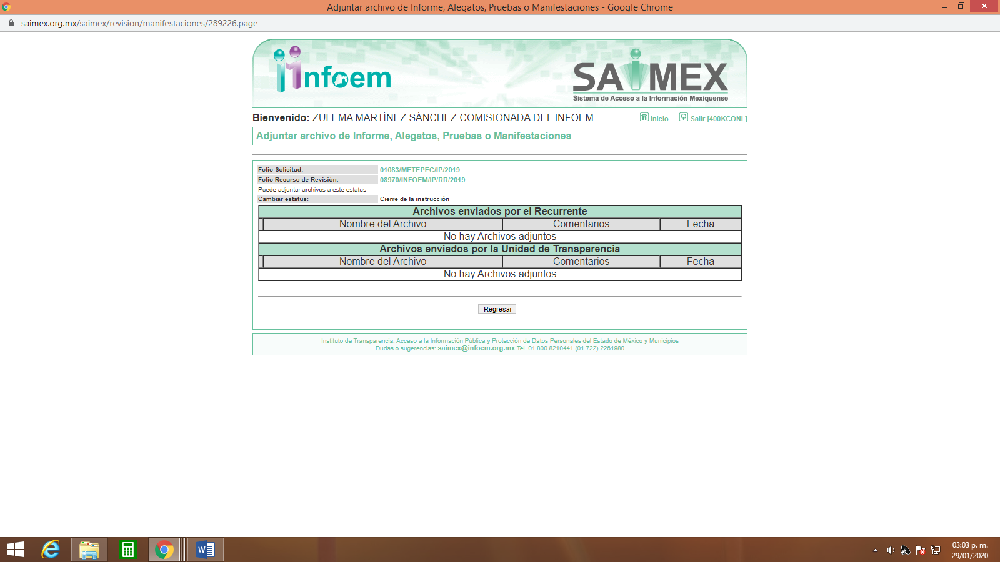 Adjuntar archivo de Informe, Alegatos, Pruebas o Manifestaciones - Google Chrome
saimex.org.mx/saimex/revision/manifestaciones/289226.page
infoem
SAIMEX
Sistema de Acceso a la Información Mexiquense
Bienvenido: ZULEMA MARTÍNEZ SÁNCHEZ COMISIONADA DEL INFOEM
Inicio Salir [400KCONL]
Adjuntar archivo de Informe, Alegatos, Pruebas o Manifestaciones
Folio Solicitud: 01083/METEPEC/IP/2019
Folio Recurso de Revisión: 08970/INFOEM/IP/RR/2019
Puede adjuntar archivos a este estatus
Cambiar estatus: Cierre de la instrucción
Archivos enviados por el Recurrente
Nombre del Archivo Comentarios Fecha
No hay Archivos adjuntos
Archivos enviados por la Unidad de Transparencia
Nombre del Archivo Comentarios Fecha
No hay Archivos adjuntos
Regresar
Instituto de Transparencia, Acceso a la Información Pública y Protección de Datos Personales del Estado de México y Municipios
Dudas o sugerencias: saimex@infoem.org.mx Tel. 01 800 8210441 (01 722) 2261980
03:03 p. m.
29/01/2020